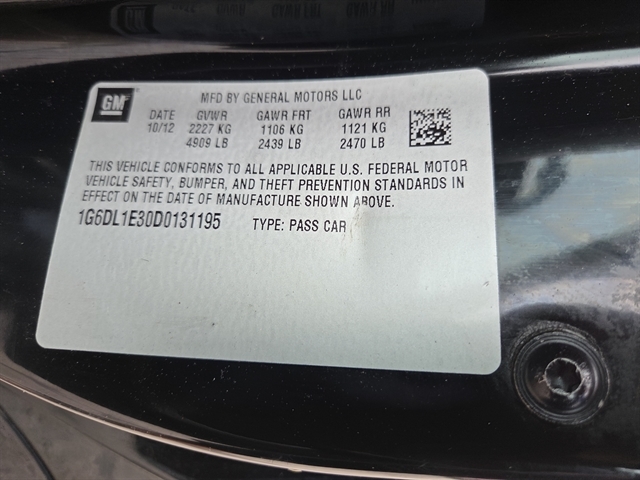 GM
MFD BY GENERAL MOTORS LLC
DATE GVWR GAWR FRT GAWR RR
10/12 2227 KG 1106 KG 1121 KG
4909 LB 2439 LB 2470 LB
THIS VEHICLE CONFORMS TO ALL APPLICABLE U.S. FEDERAL MOTOR
VEHICLE SAFETY, BUMPER, AND THEFT PREVENTION STANDARDS IN
EFFECT ON THE DATE OF MANUFACTURE SHOWN ABOVE.
1G6DL1E30D0131195 TYPE: PASS CAR